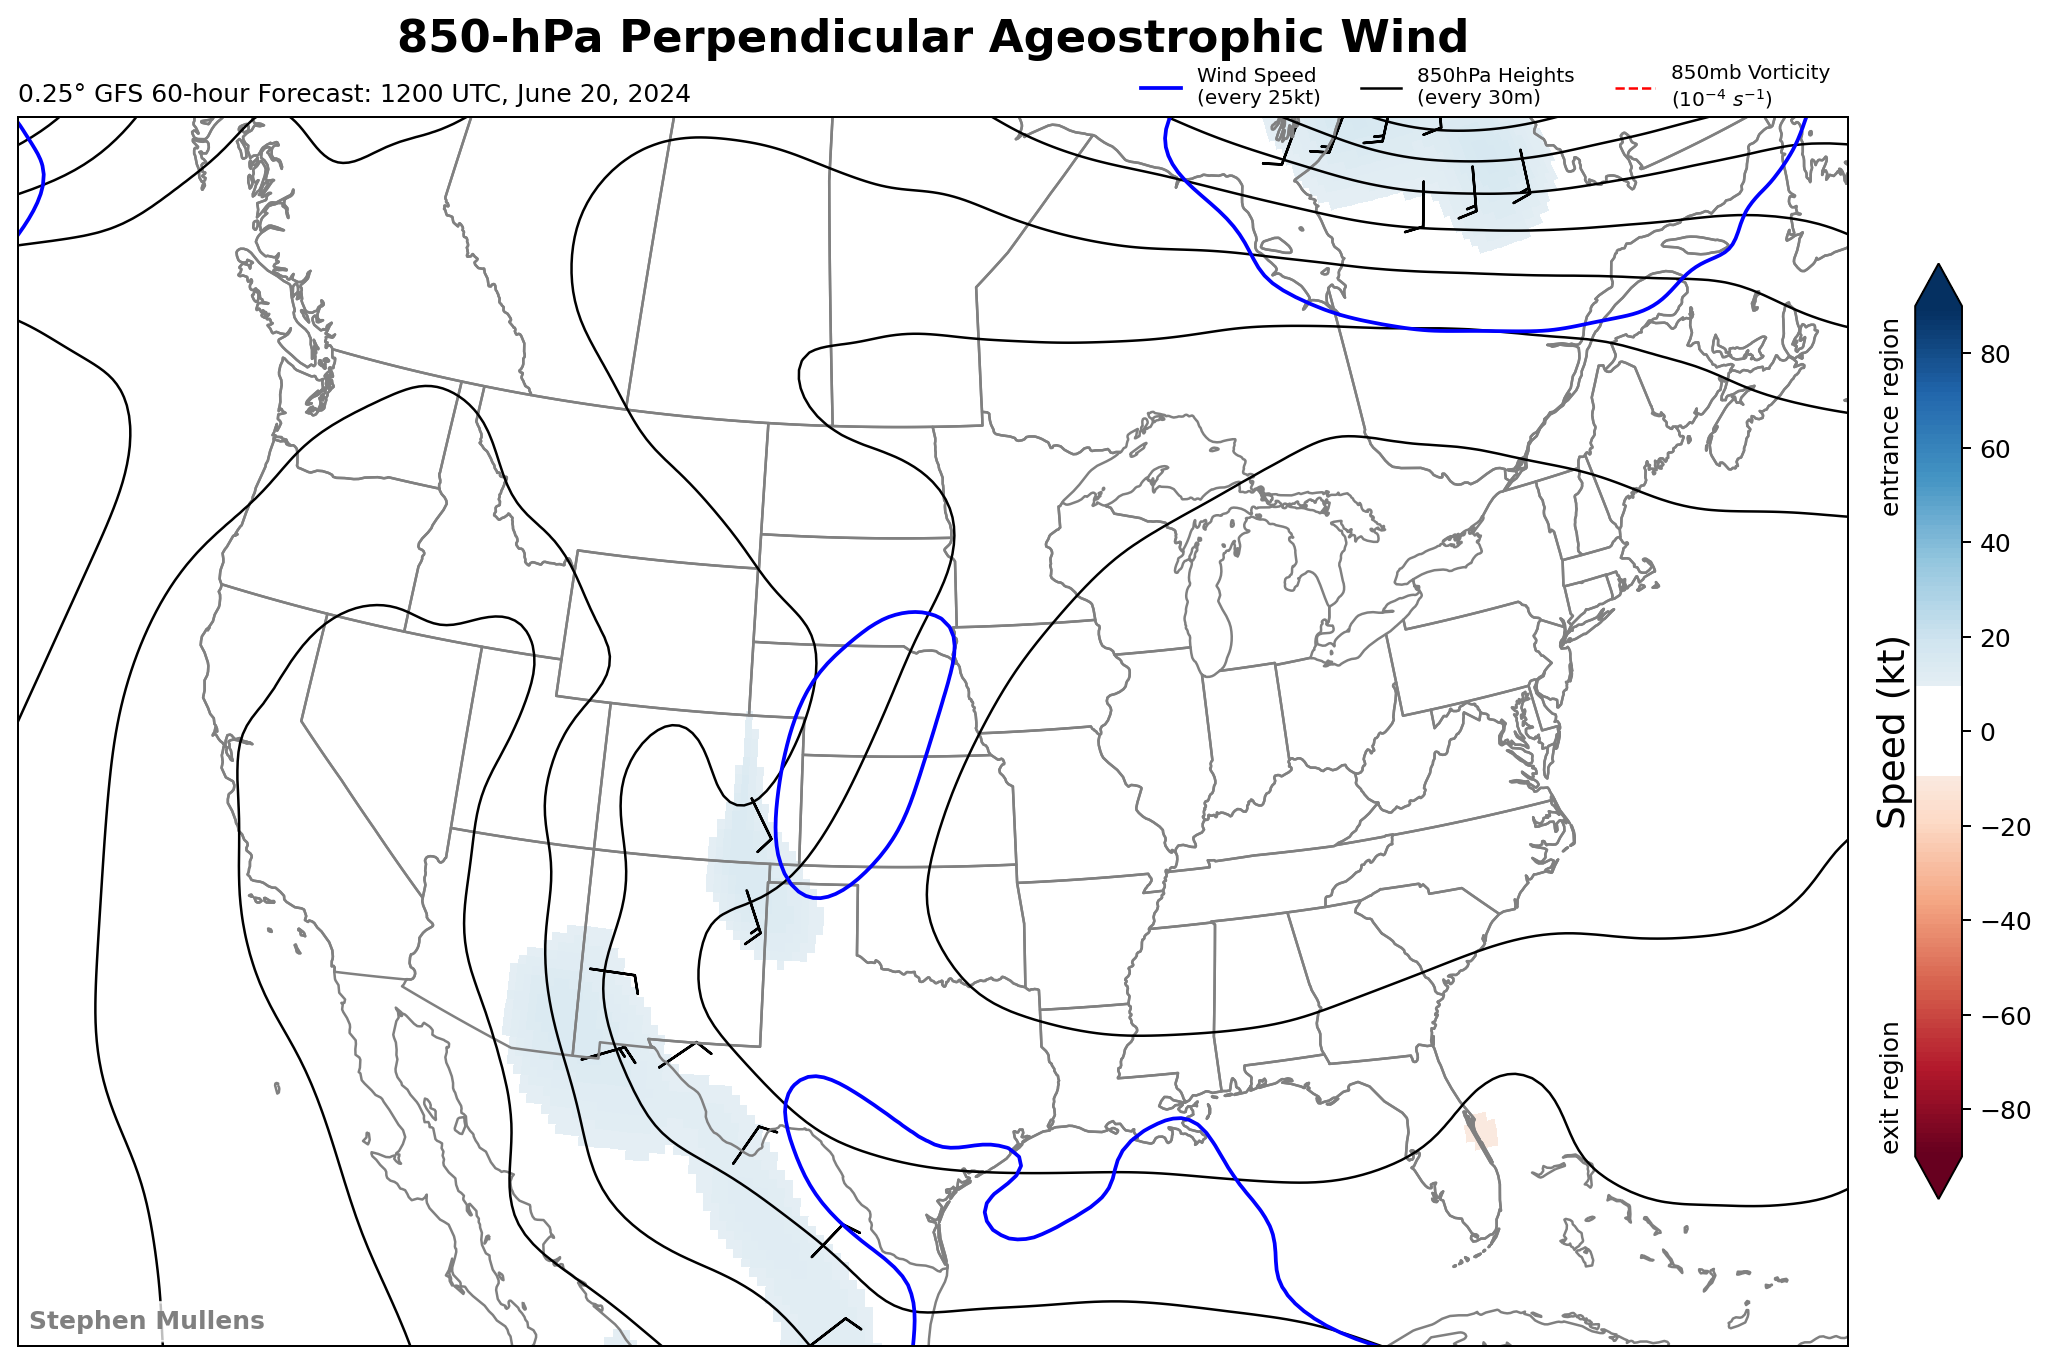 850-hPa Perpendicular Ageostrophic Wind
0.25° GFS 60-hour Forecast: 1200 UTC, June 20, 2024
Wind Speed
(every 25kt)
850hPa Heights
(every 30m)
850mb Vorticity
(10⁻⁴ s⁻¹)
entrance region
exit region
Speed (kt)
80
60
40
20
0
−20
−40
−60
−80
Stephen Mullens